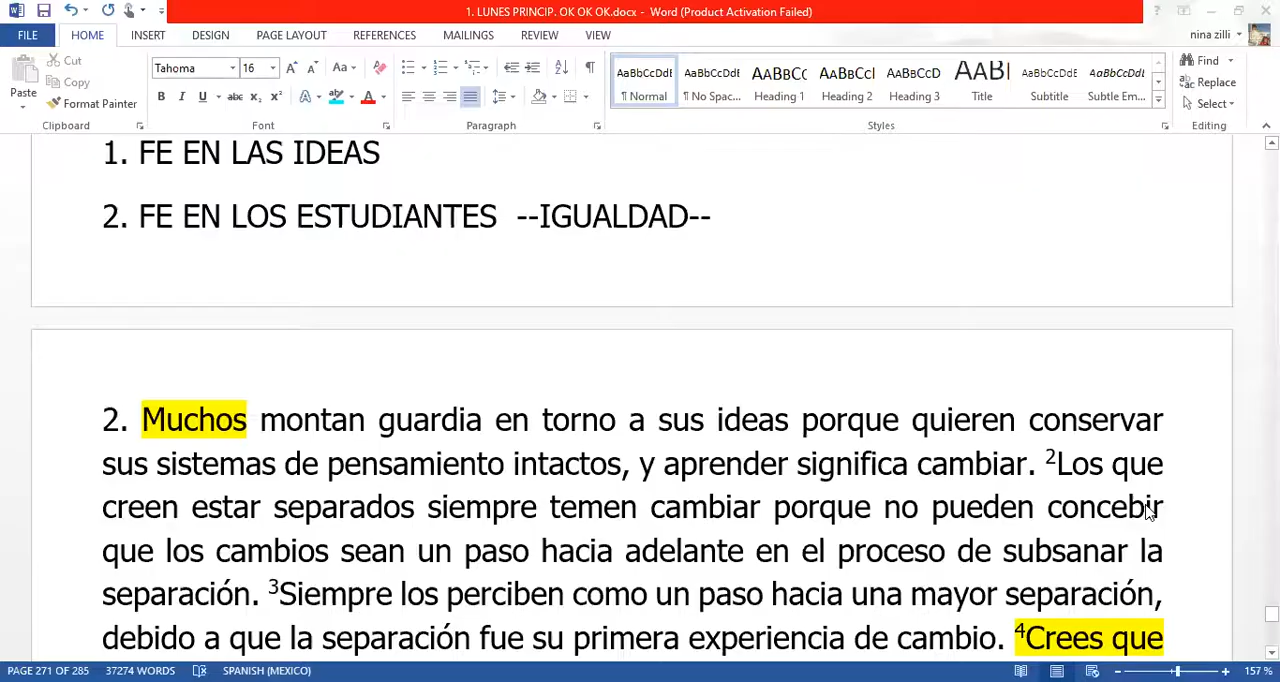 1. LUNES PRINCIP. OK OK OK.docx - Word (Product Activation Failed)
FILE HOME INSERT DESIGN PAGE LAYOUT REFERENCES MAILINGS REVIEW VIEW nina zilli
Paste Cut Copy Format Painter
Tahoma 16
AaBbCcDdE AaBbCcDdE AaBbCc AaBbCcI AaBbCcD AaBl AaBbCcDdE AaBbCcDdE
¶ Normal ¶ No Spac... Heading 1 Heading 2 Heading 3 Title Subtitle Subtle Em...
Find Replace Select
Clipboard Font Paragraph Styles Editing
1. FE EN LAS IDEAS
2. FE EN LOS ESTUDIANTES --IGUALDAD--
2. Muchos montan guardia en torno a sus ideas porque quieren conservar
sus sistemas de pensamiento intactos, y aprender significa cambiar. ²Los que
creen estar separados siempre temen cambiar porque no pueden concebir
que los cambios sean un paso hacia adelante en el proceso de subsanar la
separación. ³Siempre los perciben como un paso hacia una mayor separación,
debido a que la separación fue su primera experiencia de cambio. ⁴Crees que
PAGE 271 OF 285 37274 WORDS SPANISH (MEXICO) 157 %